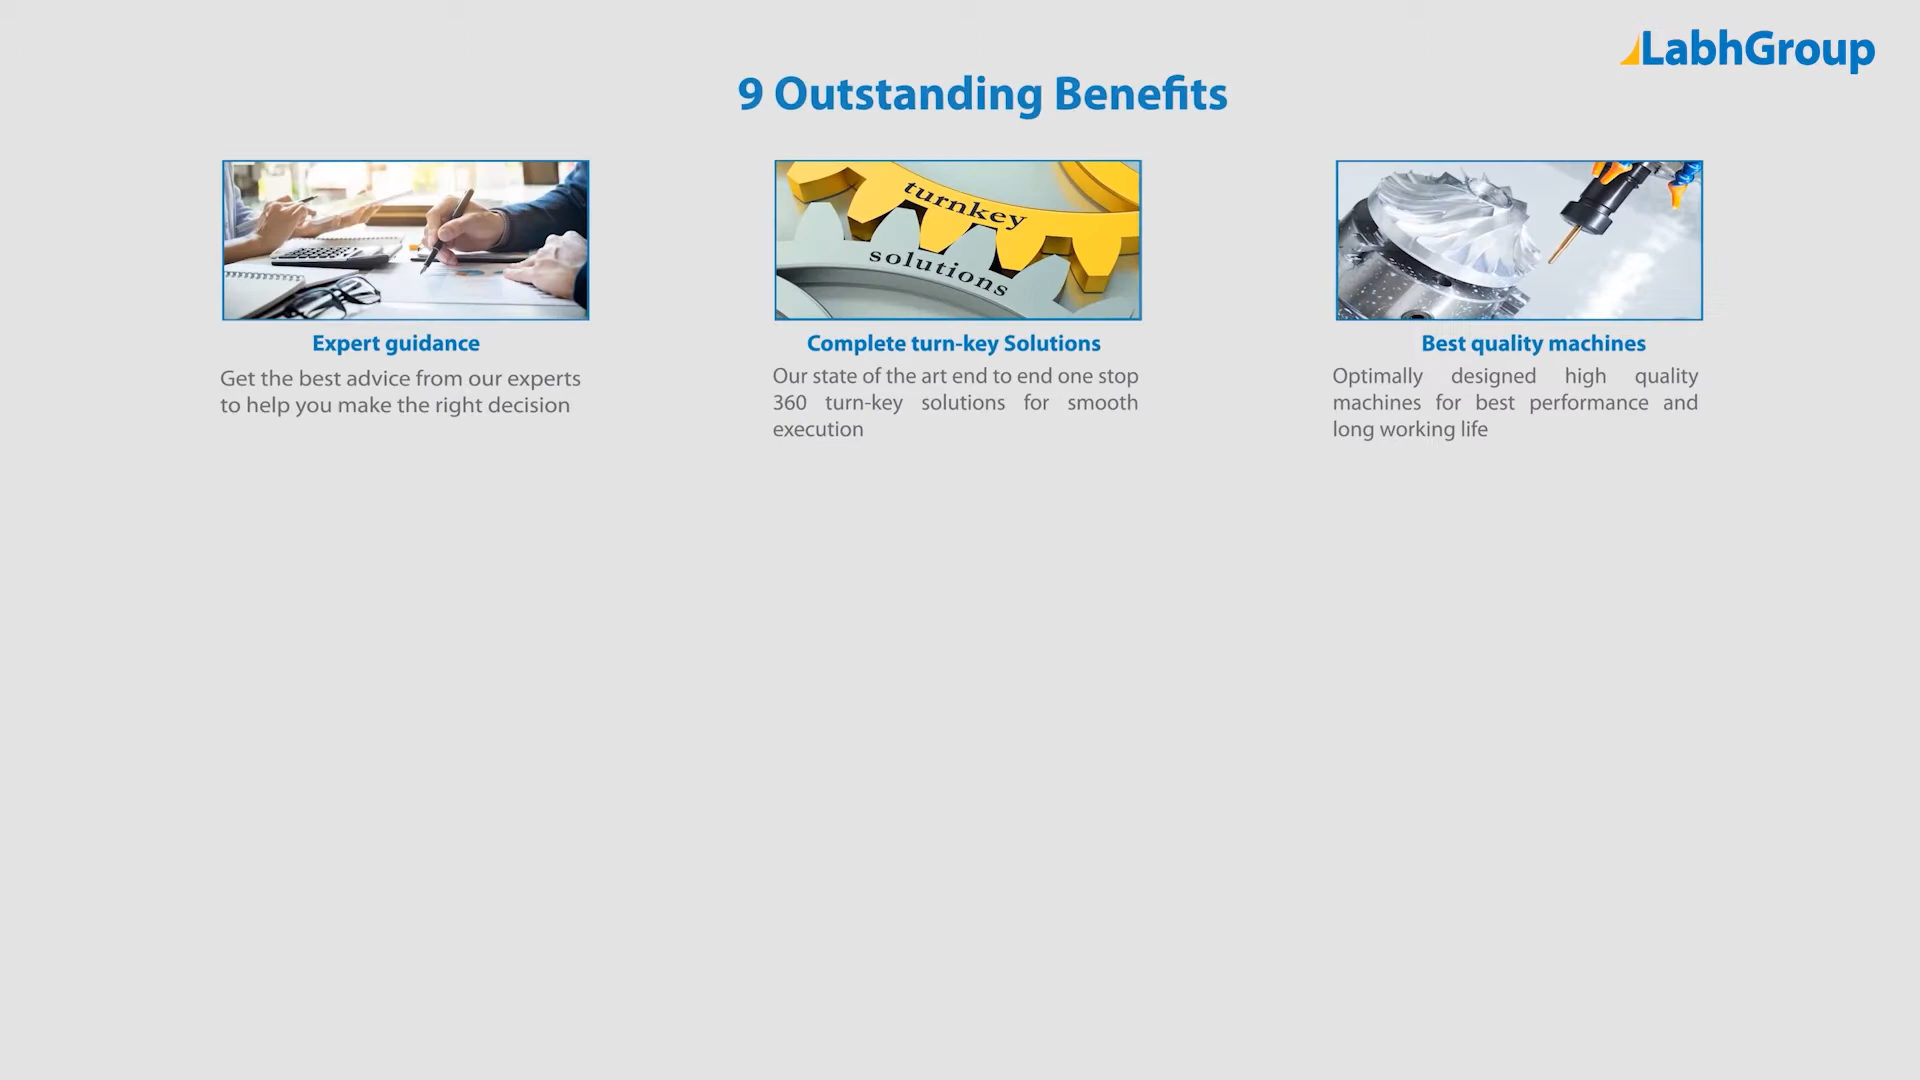 LabhGroup
9 Outstanding Benefits
turnkey
solutions
Expert guidance
Get the best advice from our experts
to help you make the right decision
Complete turn-key Solutions
Our state of the art end to end one stop
360 turn-key solutions for smooth
execution
Best quality machines
Optimally designed high quality
machines for best performance and
long working life